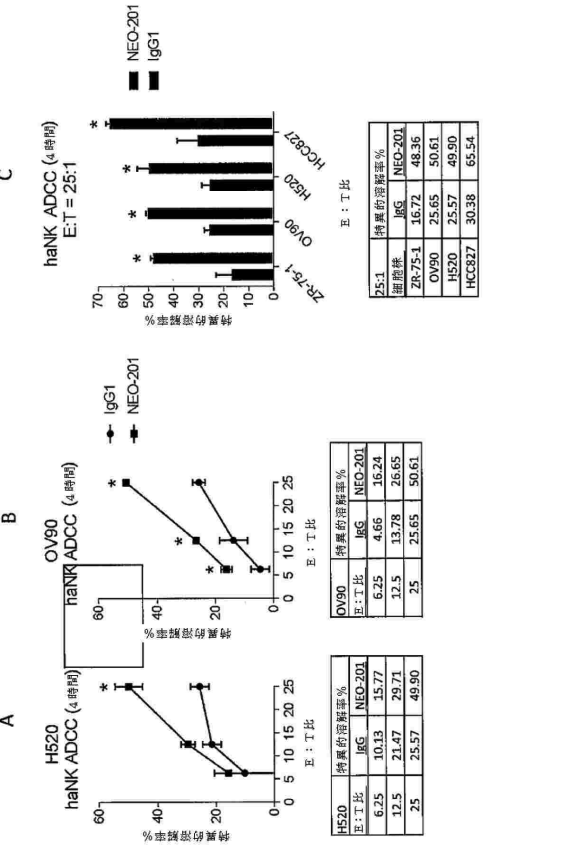 A
H520
haNK ADCC (4 時間)
特異的溶解率%
60
40
20
0
0 5 10 15 20 25
E : T 比
*
H520 特異的溶解率%
E : T 比 IgG NEO-201
6.25 10.13 15.77
12.5 21.47 29.71
25 25.57 49.90
B
OV90
haNK ADCC (4 時間)
特異的溶解率%
60
40
20
0
0 5 10 15 20 25
E : T 比
* * *
IgG1
NEO-201
OV90 特異的溶解率%
E : T 比 IgG NEO-201
6.25 4.66 16.24
12.5 13.78 26.65
25 25.65 50.61
C
haNK ADCC (4 時間)
E:T = 25:1
特異的溶解率%
70
60
50
40
30
20
10
0
* * * *
ZR-75-1 OV90 H520 HCC827
E : T 比
NEO-201
IgG1
25:1 特異的溶解率%
細胞株 IgG NEO-201
ZR-75-1 16.72 48.36
OV90 25.65 50.61
H520 25.57 49.90
HCC827 30.38 65.54